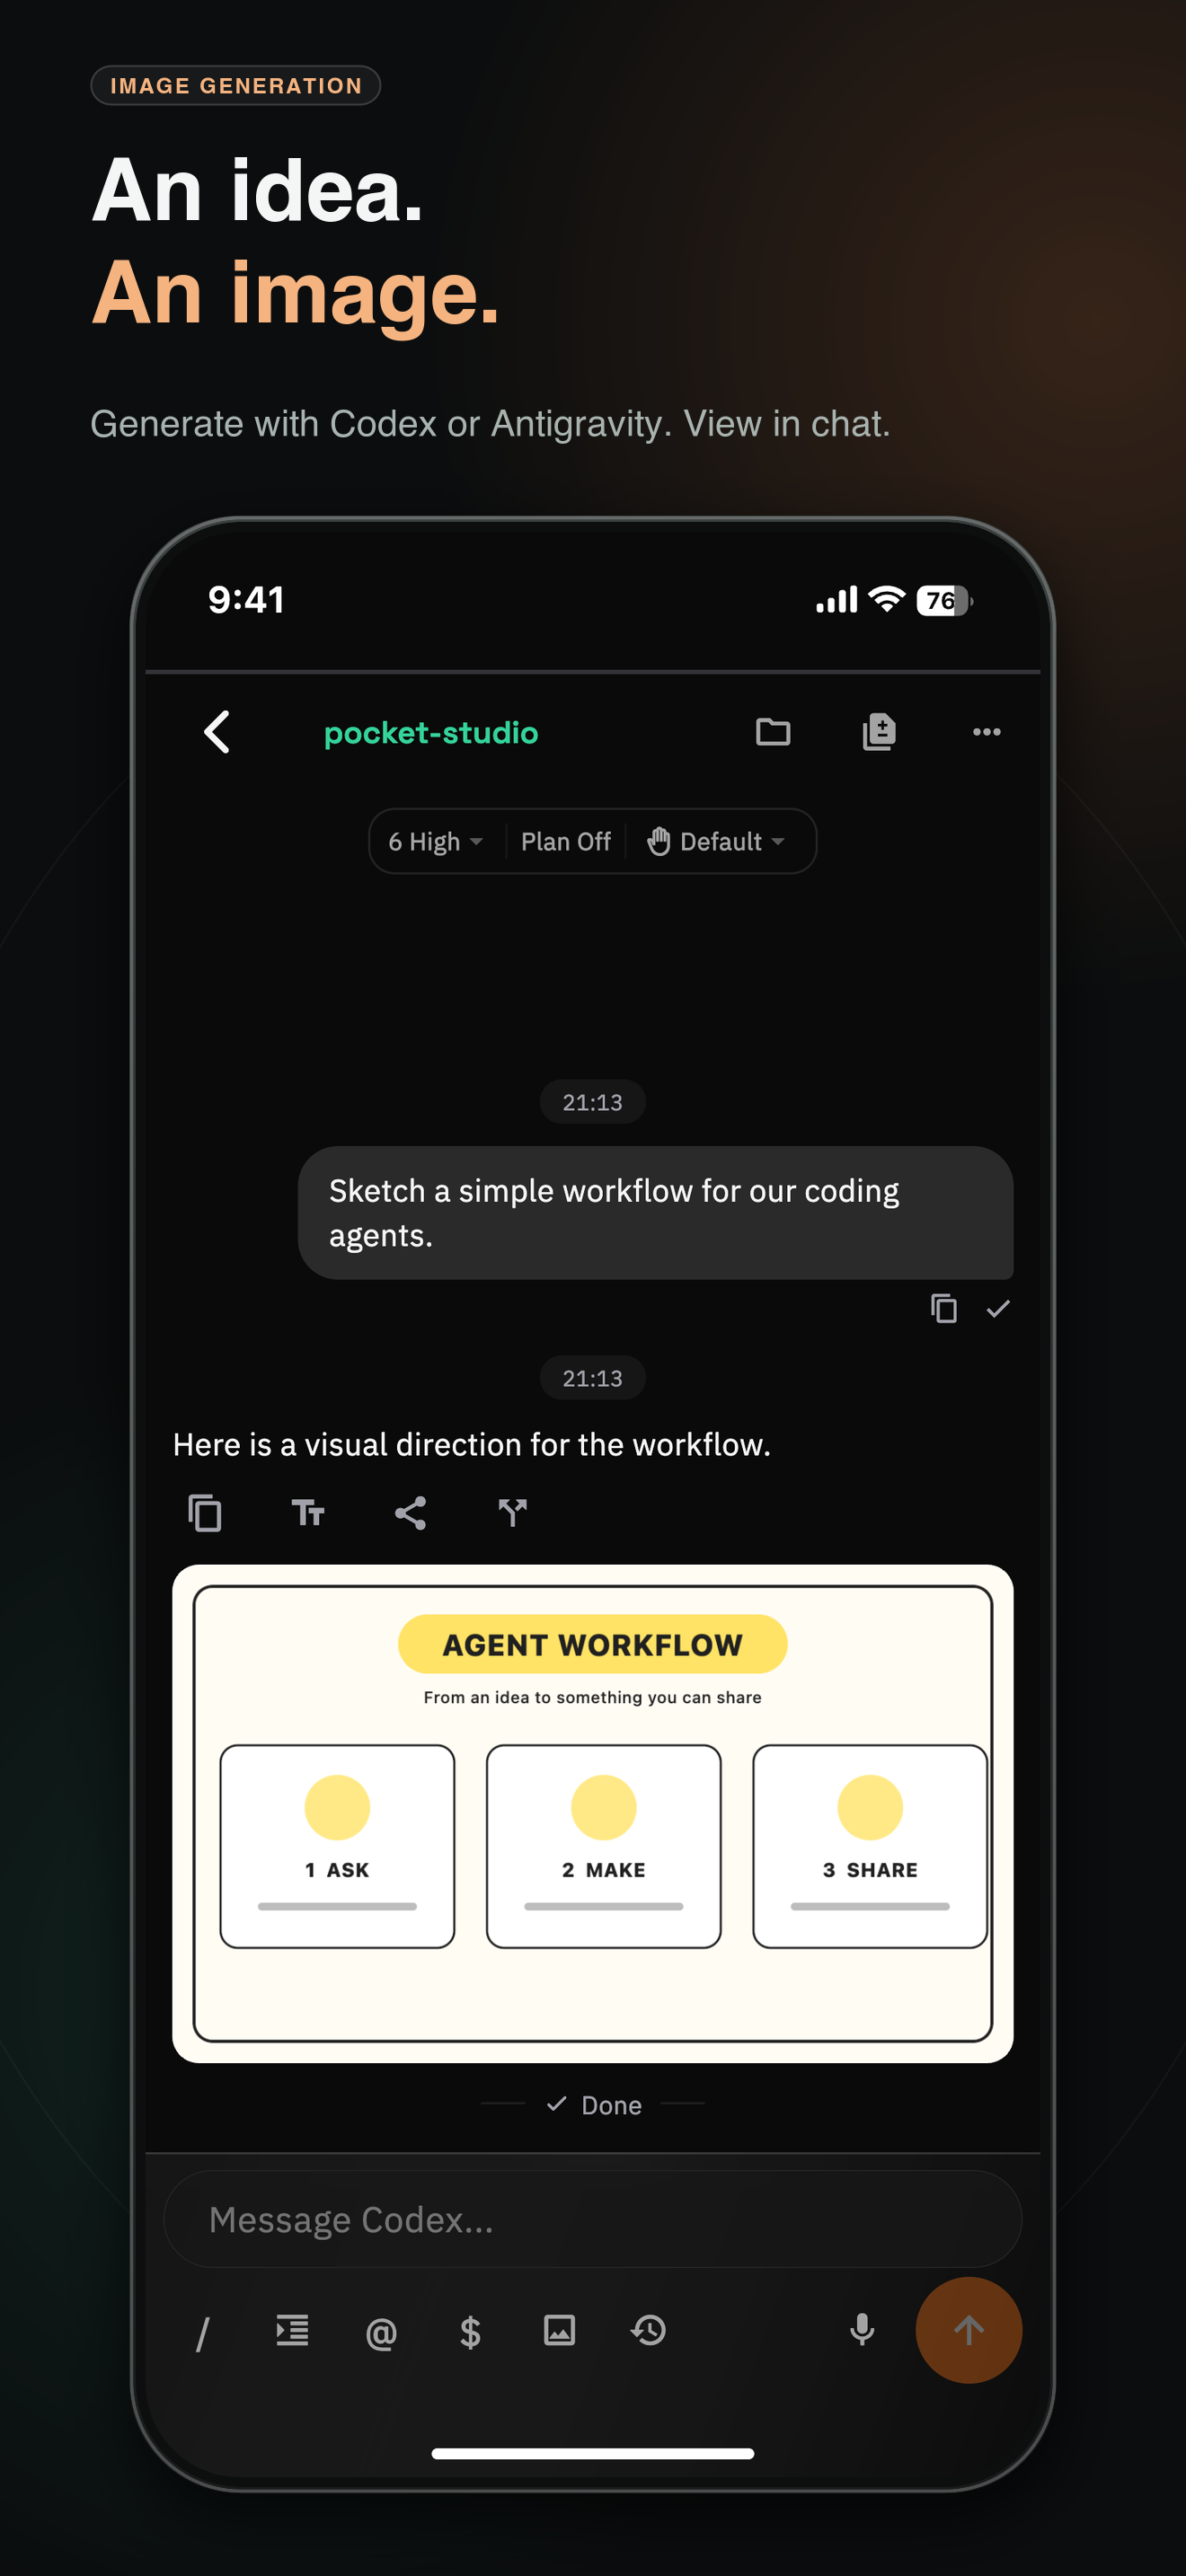 IMAGE GENERATION
An idea.
An image.
Generate with Codex or Antigravity. View in chat.
9:41
76
pocket-studio
6 High
Plan Off
Default
21:13
Sketch a simple workflow for our coding
agents.
21:13
Here is a visual direction for the workflow.
AGENT WORKFLOW
From an idea to something you can share
1 ASK
2 MAKE
3 SHARE
Done
Message Codex...
/ @ $